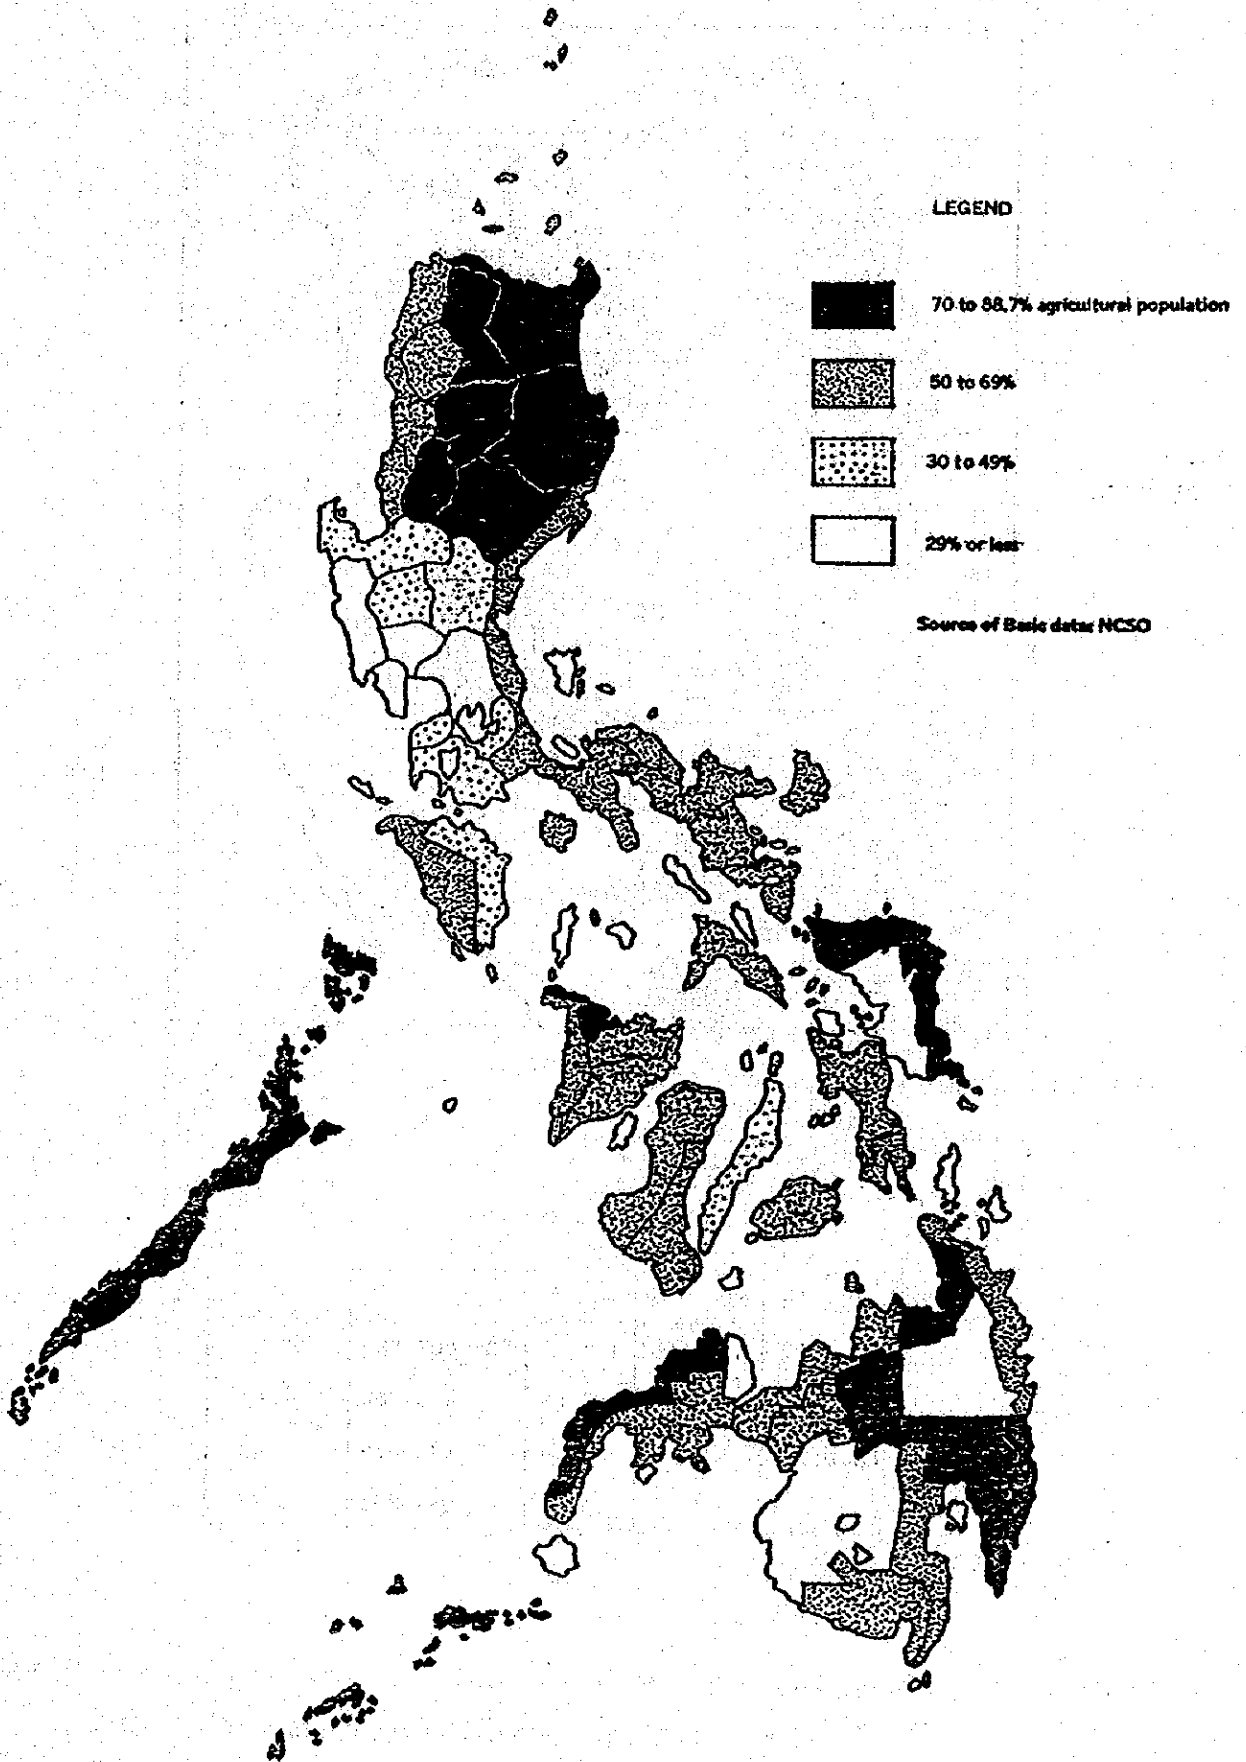 LEGEND
70 to 88.7% agricultural population
50 to 69%
30 to 49%
29% or less
Source of Basic data: NCSO